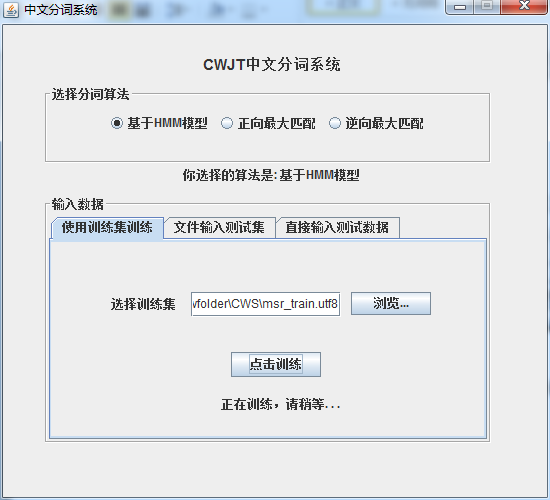 中文分词系统
CWJT中文分词系统
选择分词算法
基于HMM模型 正向最大匹配 逆向最大匹配
你选择的算法是:基于HMM模型
输入数据
使用训练集训练 文件输入测试集 直接输入测试数据
选择训练集 folder\CWS\msr_train.utf8 浏览...
点击训练
正在训练，请稍等...